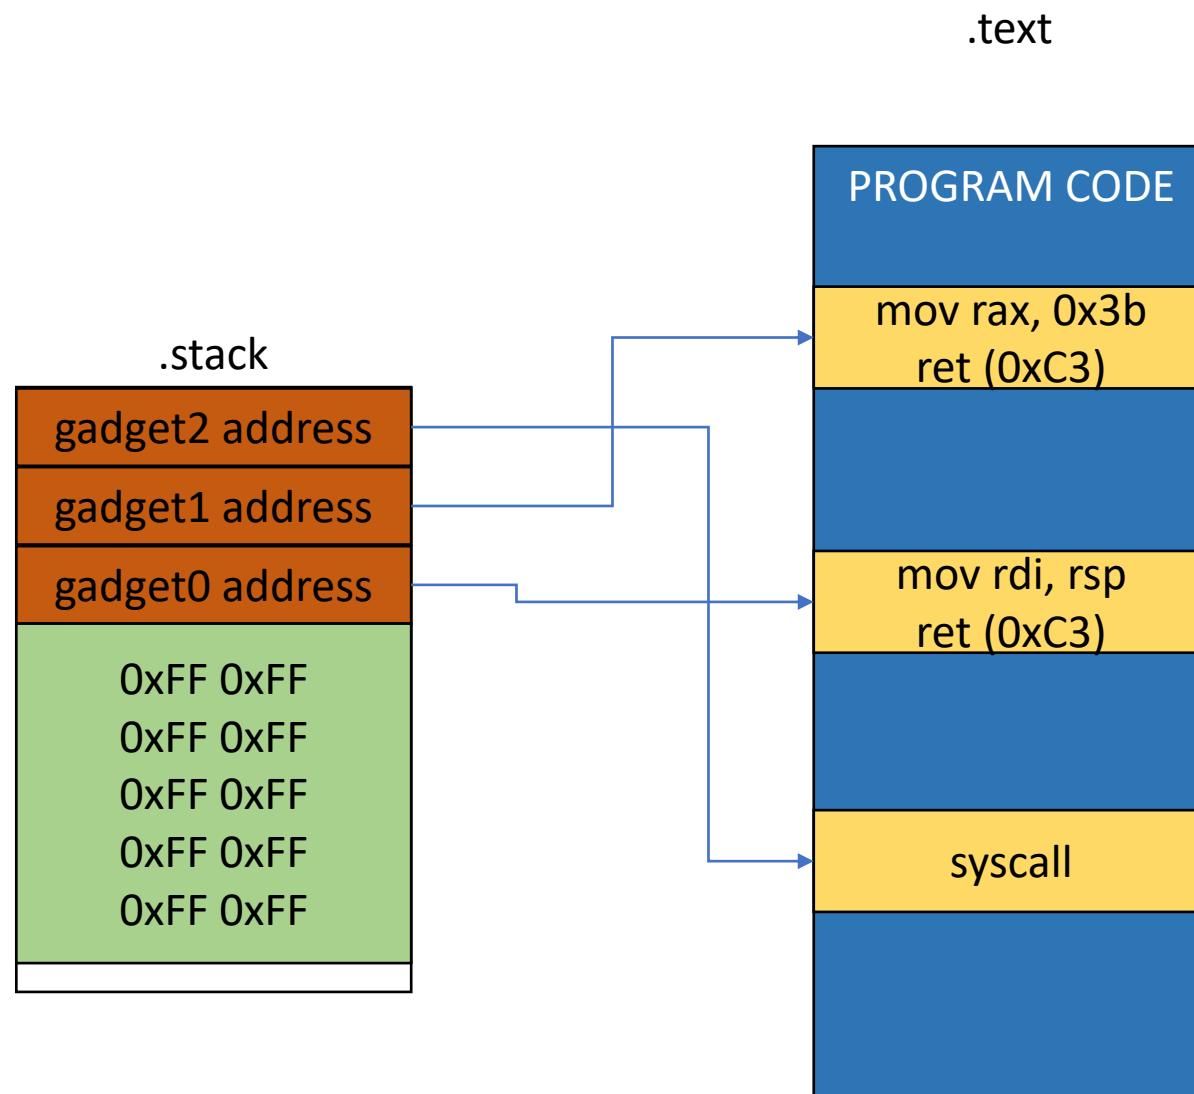 .text
PROGRAM CODE
mov rax, 0x3b
ret (0xC3)
mov rdi, rsp
ret (0xC3)
syscall
.stack
gadget2 address
gadget1 address
gadget0 address
0xFF 0xFF
0xFF 0xFF
0xFF 0xFF
0xFF 0xFF
0xFF 0xFF